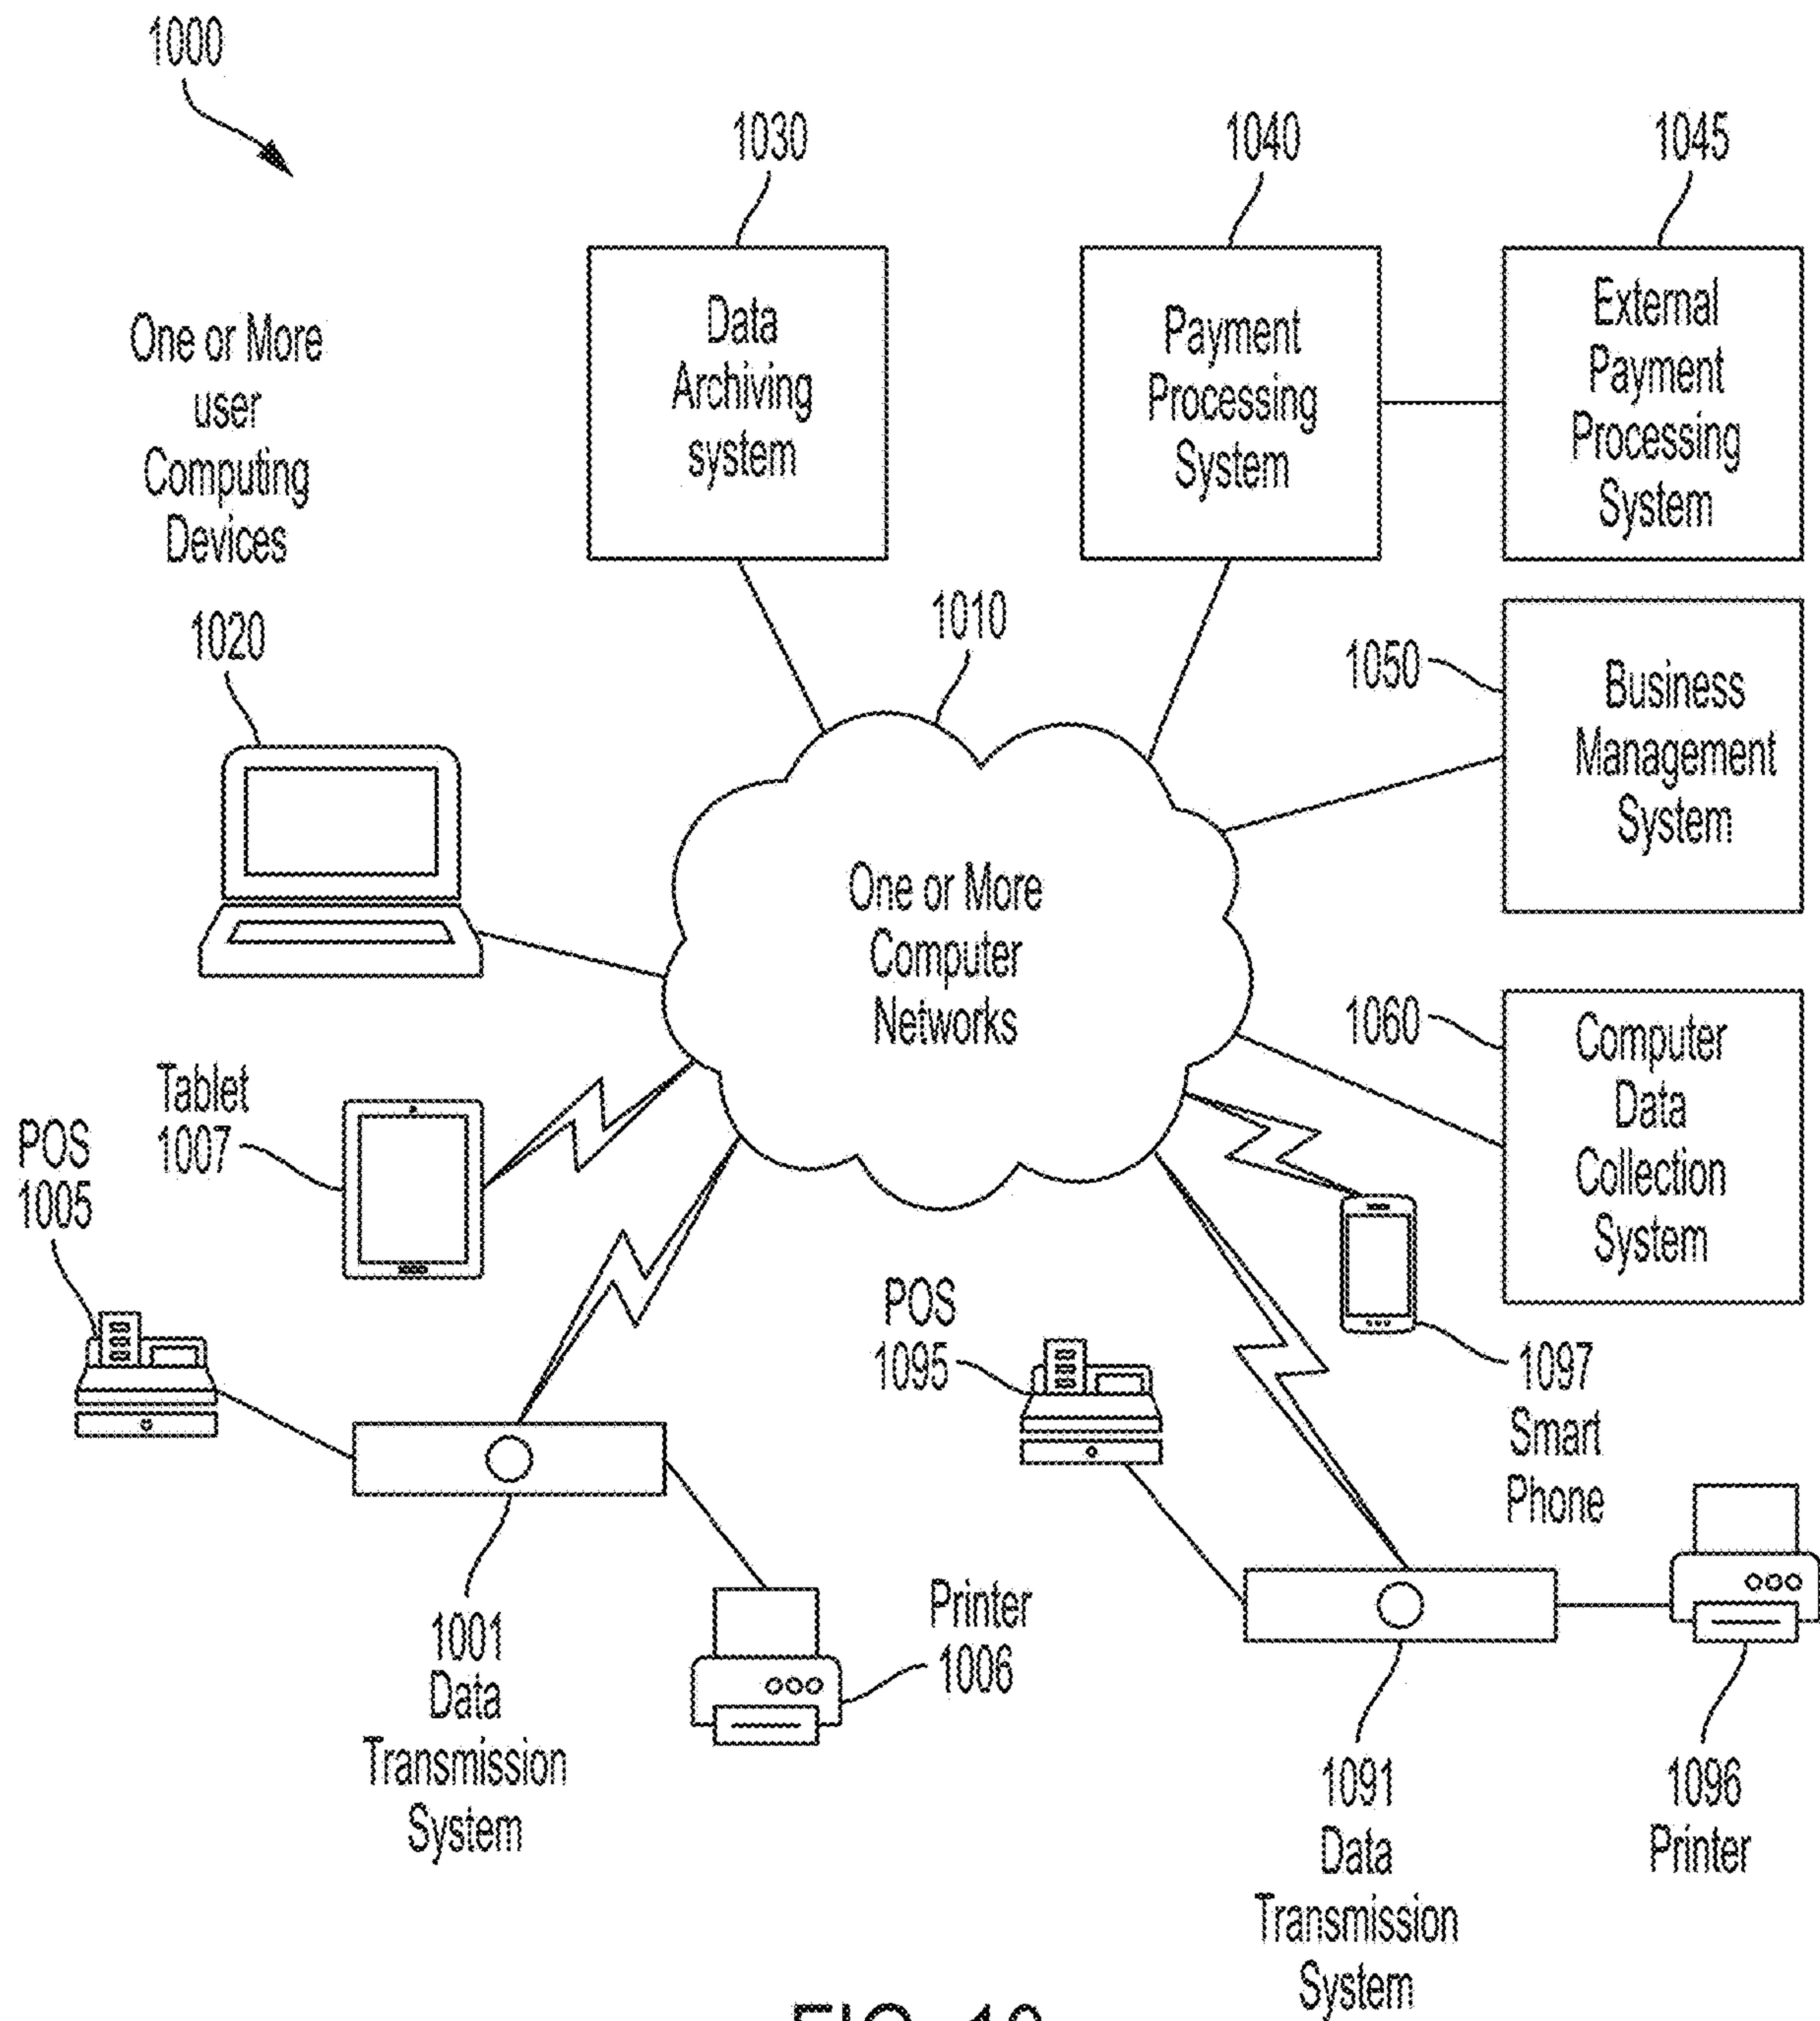 1000
1030
1040
1045
One or More
user
Computing
Devices
Data
Archiving
system
Payment
Processing
System
External
Payment
Processing
System
1020
1010
1050
Business
Management
System
One or More
Computer
Networks
1060
Computer
Data
Collection
System
Tablet
1007
POS
1005
POS
1095
1097
Smart
Phone
1001
Data
Transmission
System
Printer
1006
1091
Data
Transmission
System
1096
Printer